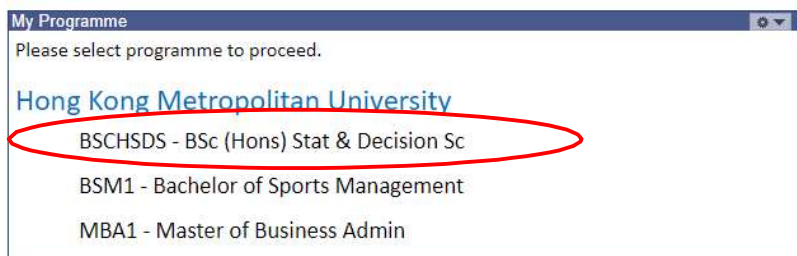 My Programme
Please select programme to proceed.
Hong Kong Metropolitan University
BSCHSDS - BSc (Hons) Stat & Decision Sc
BSM1 - Bachelor of Sports Management
MBA1 - Master of Business Admin